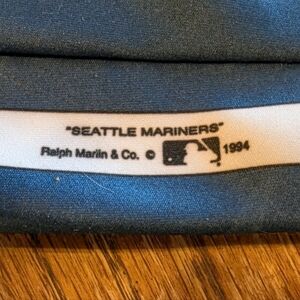 "SEATTLE MARINERS"
Ralph Marlin & Co. © 1994